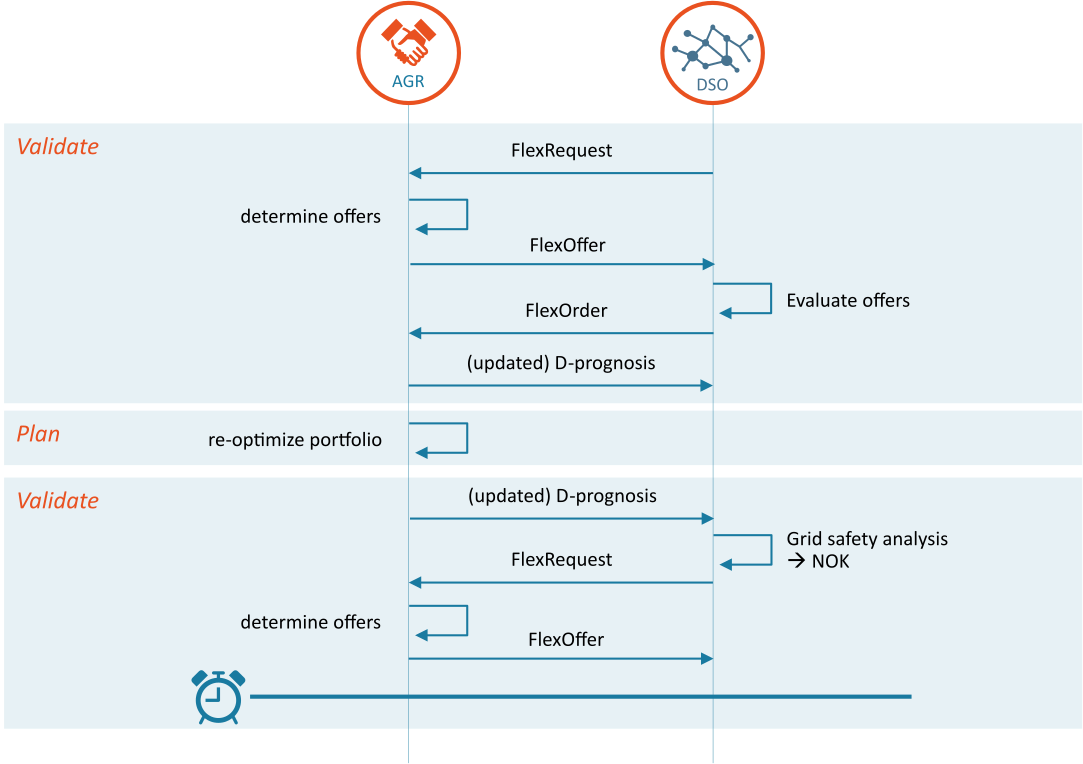 AGR
DSO
Validate
FlexRequest
determine offers
FlexOffer
Evaluate offers
FlexOrder
(updated) D-prognosis
Plan
re-optimize portfolio
Validate
(updated) D-prognosis
Grid safety analysis
→ NOK
FlexRequest
determine offers
FlexOffer